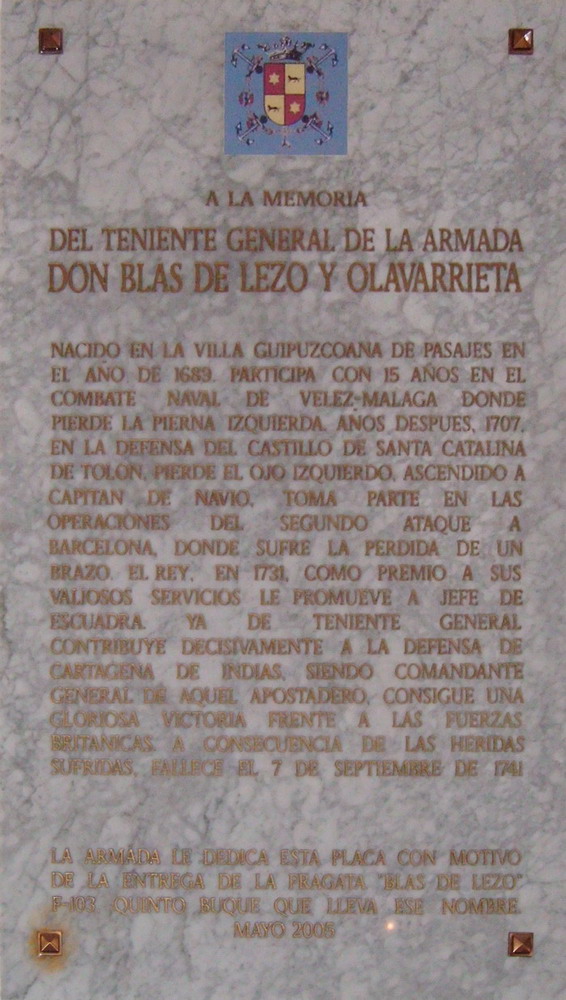 A LA MEMORIA
DEL TENIENTE GENERAL DE LA ARMADA
DON BLAS DE LEZO Y OLAVARRIETA
NACIDO EN LA VILLA GUIPUZCOANA DE PASAJES EN
EL AÑO DE 1689. PARTICIPA CON 15 AÑOS EN EL
COMBATE NAVAL DE VELEZ-MALAGA DONDE
PIERDE LA PIERNA IZQUIERDA. AÑOS DESPUES, 1707,
EN LA DEFENSA DEL CASTILLO DE SANTA CATALINA
DE TOLON, PIERDE EL OJO IZQUIERDO, ASCENDIDO A
CAPITAN DE NAVIO, TOMA PARTE EN LAS
OPERACIONES DEL SEGUNDO ATAQUE A
BARCELONA, DONDE SUFRE LA PERDIDA DE UN
BRAZO. EL REY, EN 1731, COMO PREMIO A SUS
VALIOSOS SERVICIOS LE PROMUEVE A JEFE DE
ESCUADRA. YA DE TENIENTE GENERAL
CONTRIBUYE DECISIVAMENTE A LA DEFENSA DE
CARTAGENA DE INDIAS, SIENDO COMANDANTE
GENERAL DE AQUEL APOSTADERO, CONSIGUE UNA
GLORIOSA VICTORIA FRENTE A LAS FUERZAS
BRITANICAS. A CONSECUENCIA DE LAS HERIDAS
SUFRIDAS, FALLECE EL 7 DE SEPTIEMBRE DE 1741
LA ARMADA LE DEDICA ESTA PLACA CON MOTIVO
DE LA ENTREGA DE LA FRAGATA "BLAS DE LEZO"
F-103 QUINTO BUQUE QUE LLEVA ESE NOMBRE.
MAYO 2005